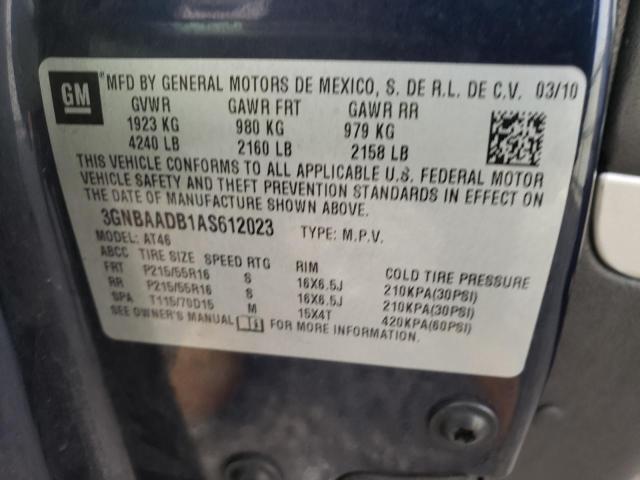 GM
MFD BY GENERAL MOTORS DE MEXICO, S. DE R.L. DE C.V. 03/10
GVWR GAWR FRT GAWR RR
1923 KG 980 KG 979 KG
4240 LB 2160 LB 2158 LB
THIS VEHICLE CONFORMS TO ALL APPLICABLE U.S. FEDERAL MOTOR
VEHICLE SAFETY AND THEFT PREVENTION STANDARDS IN EFFECT ON
THE DATE OF MANUFACTURE SHOWN ABOVE.
3GNBAADB1AS612023 TYPE: M.P.V.
MODEL: AT46
ABCC TIRE SIZE SPEED RTG RIM COLD TIRE PRESSURE
FRT P215/55R16 S 16X6.5J 210KPA(30PSI)
RR P215/55R16 S 16X6.5J 210KPA(30PSI)
SPA T115/70D15 M 15X4T 420KPA(60PSI)
SEE OWNER'S MANUAL FOR MORE INFORMATION.